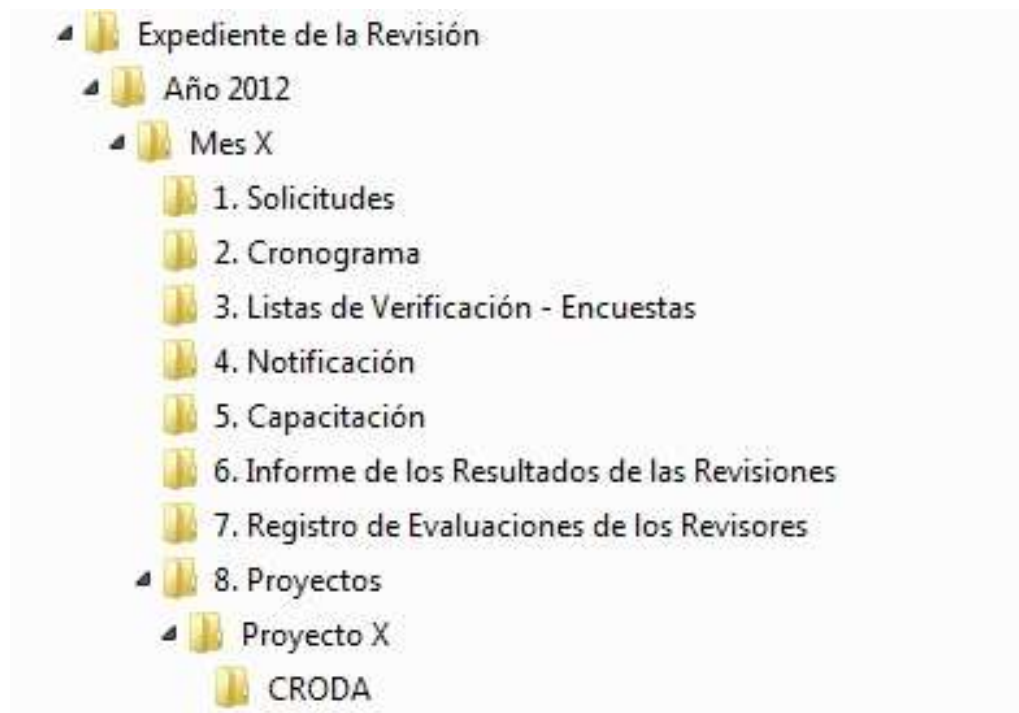 Expediente de la Revisión
Año 2012
Mes X
1. Solicitudes
2. Cronograma
3. Listas de Verificación - Encuestas
4. Notificación
5. Capacitación
6. Informe de los Resultados de las Revisiones
7. Registro de Evaluaciones de los Revisores
8. Proyectos
Proyecto X
CRODA